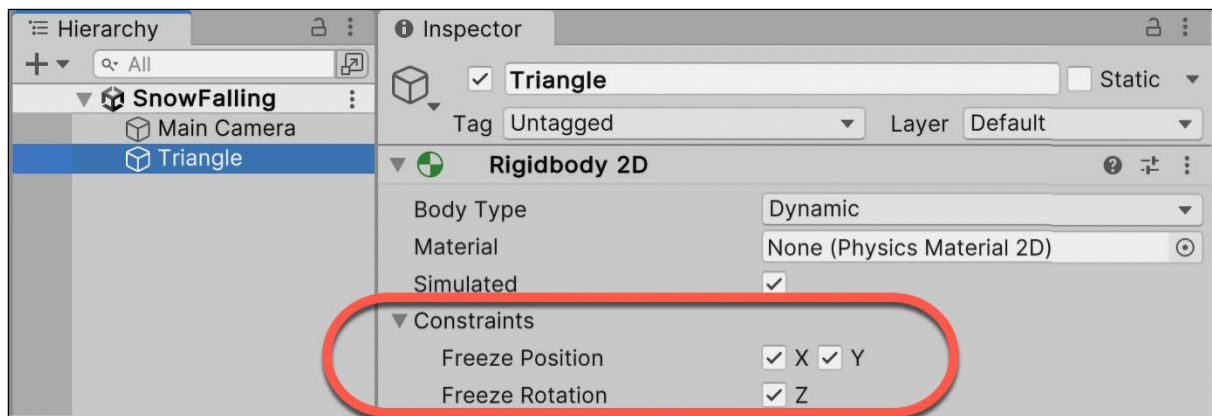 Hierarchy
All
SnowFalling
Main Camera
Triangle
Inspector
Triangle
Static
Tag Untagged Layer Default
Rigidbody 2D
Body Type Dynamic
Material None (Physics Material 2D)
Simulated
Constraints
Freeze Position X Y
Freeze Rotation Z